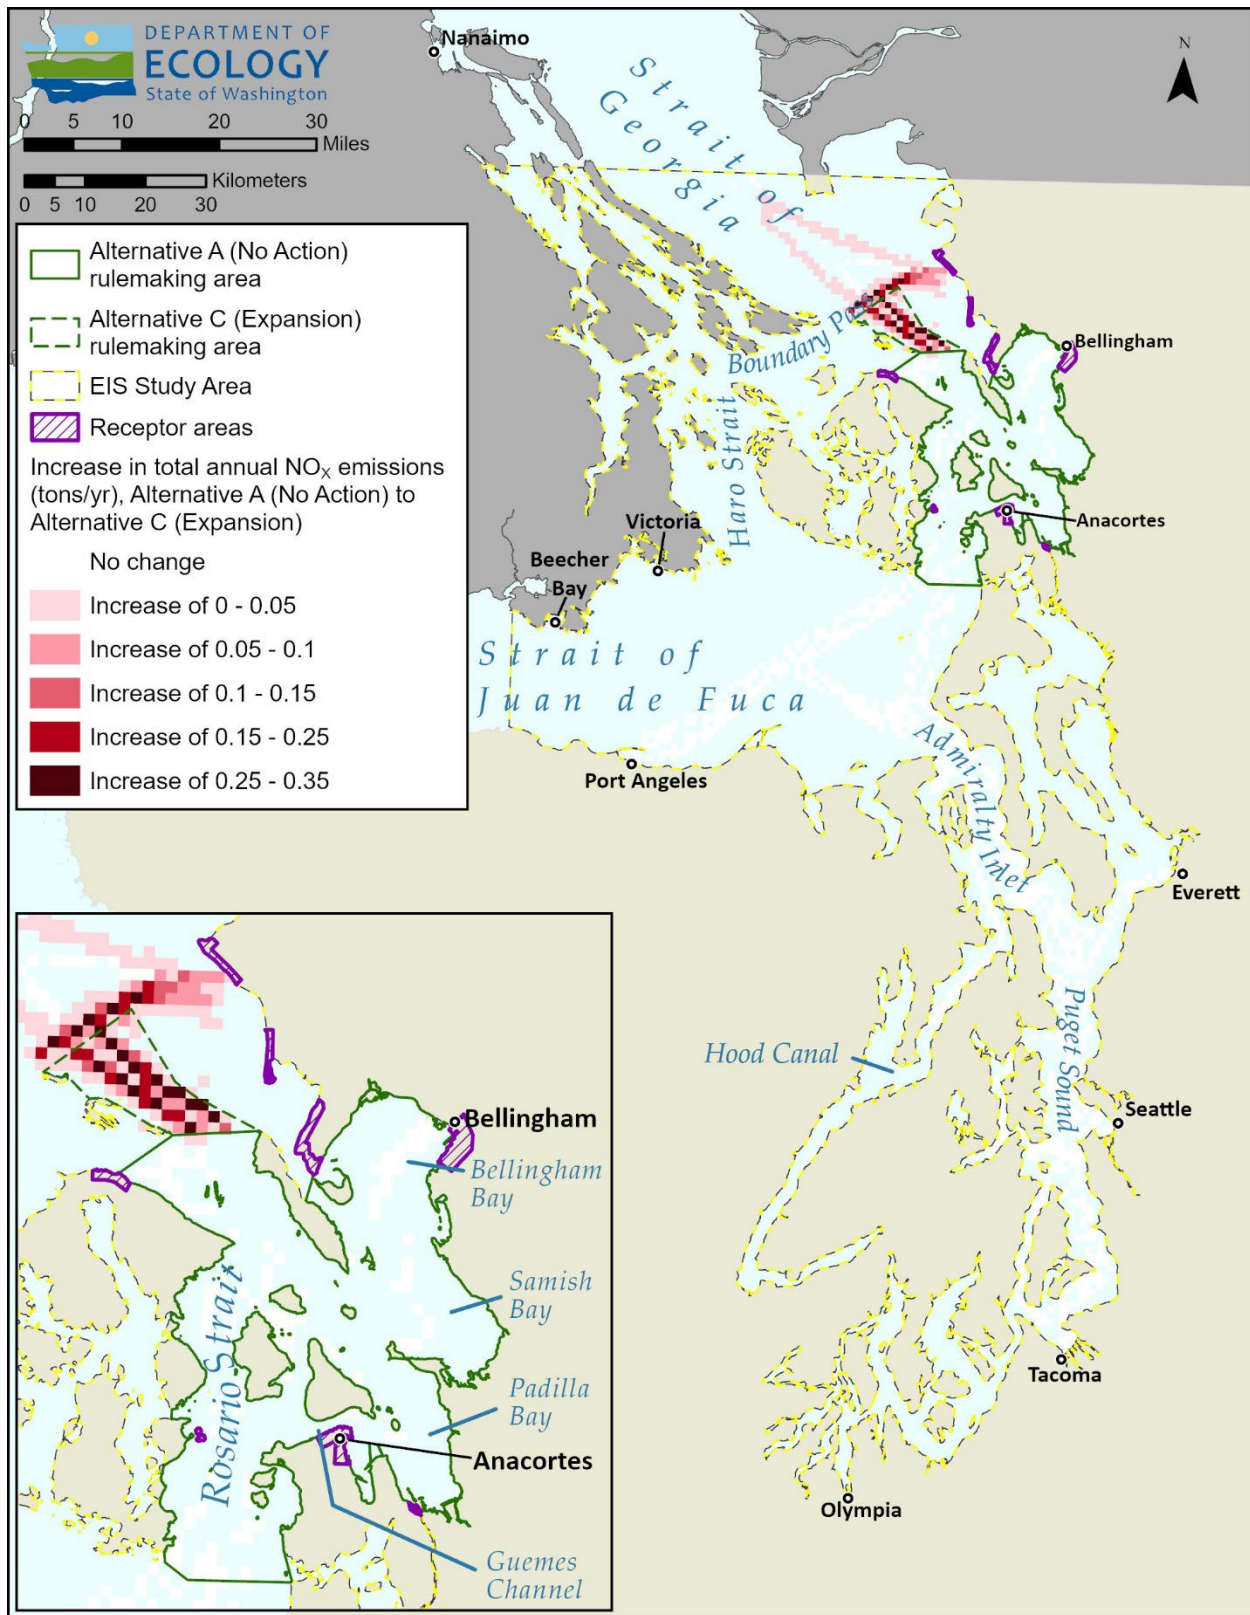 DEPARTMENT OF
ECOLOGY
State of Washington
0 5 10 20 30
Miles
Kilometers
0 5 10 20 30
Alternative A (No Action)
rulemaking area
Alternative C (Expansion)
rulemaking area
EIS Study Area
Receptor areas
Increase in total annual NOX emissions
(tons/yr), Alternative A (No Action) to
Alternative C (Expansion)
No change
Increase of 0 - 0.05
Increase of 0.05 - 0.1
Increase of 0.1 - 0.15
Increase of 0.15 - 0.25
Increase of 0.25 - 0.35
N
Nanaimo
Strait of
Georgia
Boundary Pass
Bellingham
Haro Strait
Anacortes
Victoria
Beecher
Bay
Strait of
Juan de Fuca
Port Angeles
Admiralty Inlet
Everett
Hood Canal
Puget Sound
Seattle
Tacoma
Olympia
Bellingham
Bellingham
Bay
Samish
Bay
Rosario Strait
Padilla
Bay
Anacortes
Guemes
Channel